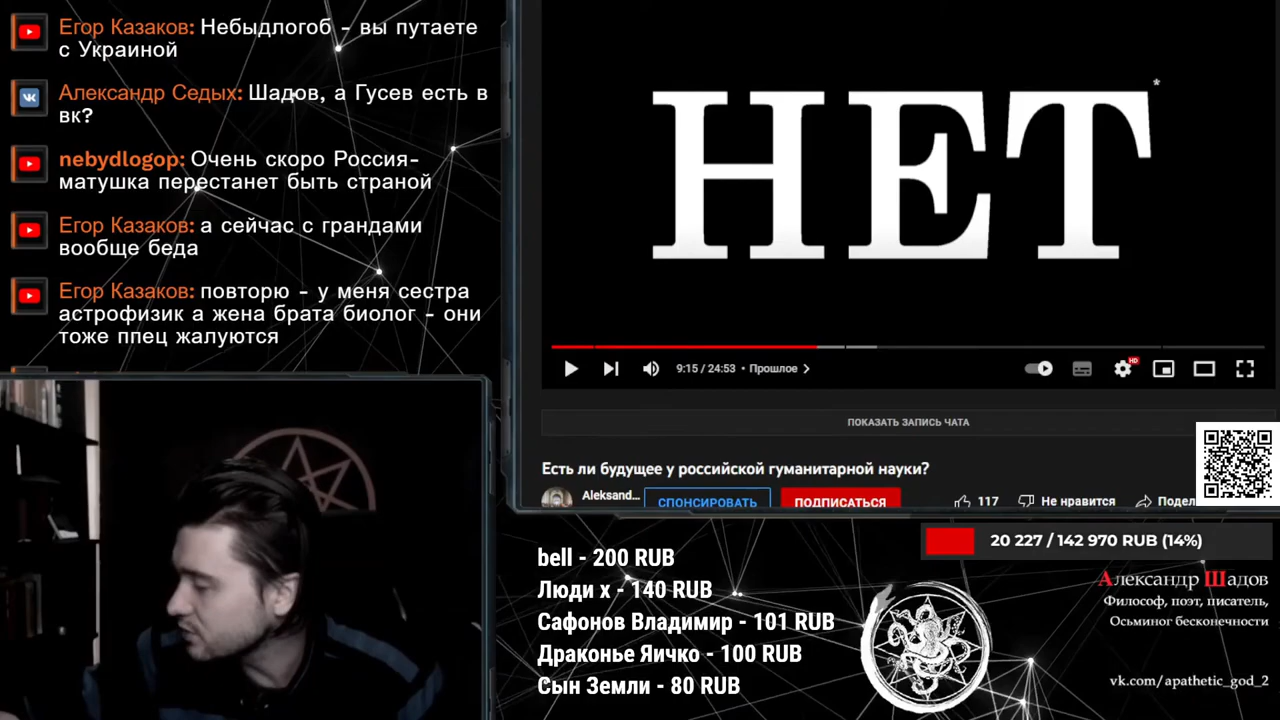 Егор Казаков: Небыдлогоб - вы путаете
с Украиной
Александр Седых: Шадов, а Гусев есть в
вк?
nebydlogop: Очень скоро Россия-
матушка перестанет быть страной
Егор Казаков: а сейчас с грандами
вообще беда
Егор Казаков: повторю - у меня сестра
астрофизик а жена брата биолог - они
тоже ппец жалуются
НЕТ*
9:15 / 24:53 • Прошлое
HD
ПОКАЗАТЬ ЗАПИСЬ ЧАТА
Есть ли будущее у российской гуманитарной науки?
Aleksand...
СПОНСИРОВАТЬ
ПОДПИСАТЬСЯ
117
Не нравится
Подел
20 227 / 142 970 RUB (14%)
bell - 200 RUB
Люди х - 140 RUB
Сафонов Владимир - 101 RUB
Драконье Яичко - 100 RUB
Сын Земли - 80 RUB
Александр Шадов
Философ, поэт, писатель,
Осьминог бесконечности
vk.com/apathetic_god_2